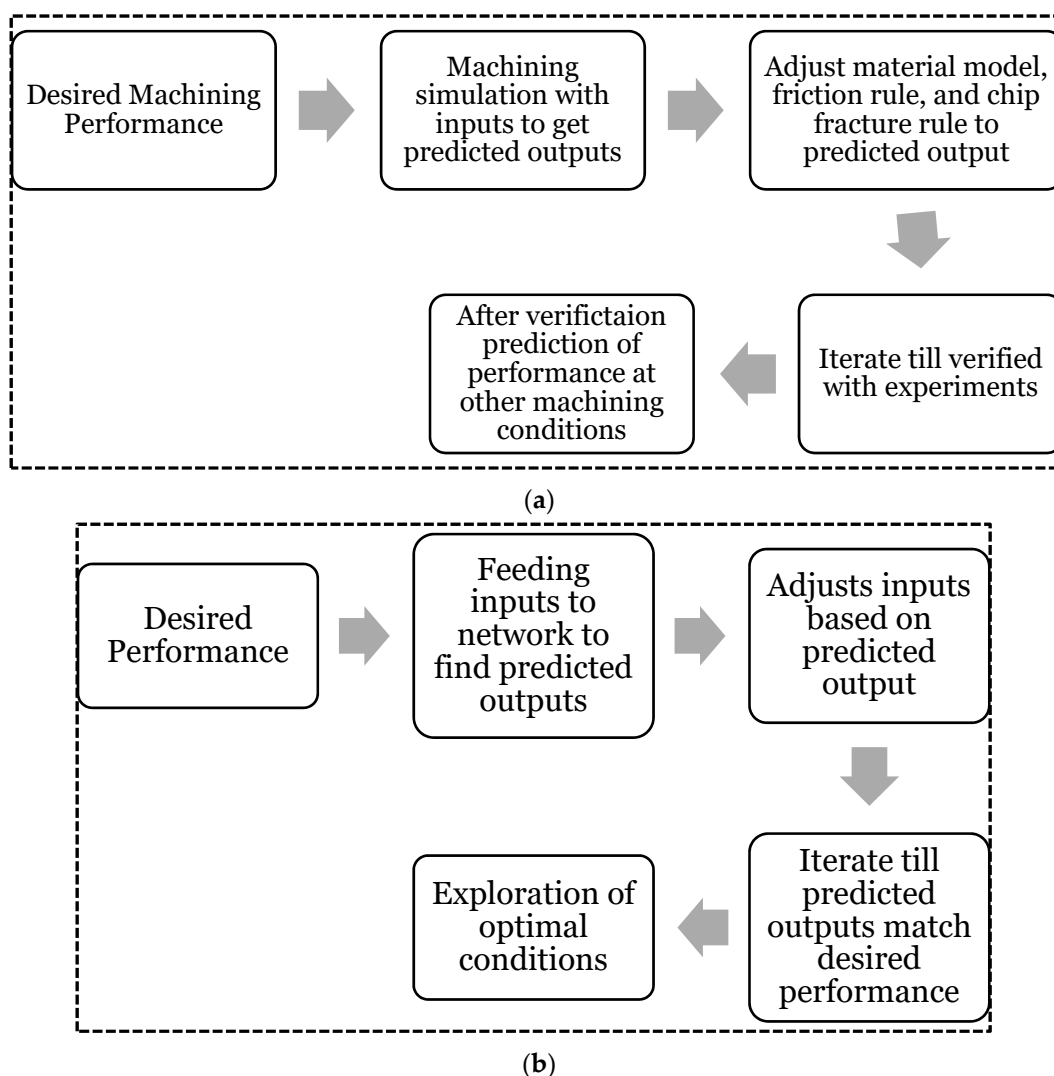 Desired Machining
Performance
Machining
simulation with
inputs to get
predicted outputs
Adjust material model,
friction rule, and chip
fracture rule to
predicted output
Iterate till verified
with experiments
After verifictaion
prediction of
performance at
other machining
conditions
(a)
Desired
Performance
Feeding
inputs to
network to
find predicted
outputs
Adjusts inputs
based on
predicted
output
Iterate till
predicted
outputs match
desired
performance
Exploration of
optimal
conditions
(b)